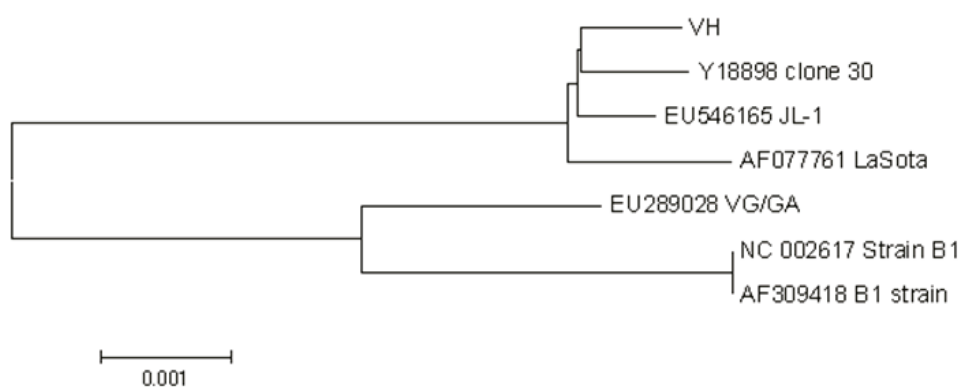 VH
Y18898 clone 30
EU546165 JL-1
AF077761 LaSota
EU289028 VG/GA
NC 002617 Strain B1
AF309418 B1 strain
0.001